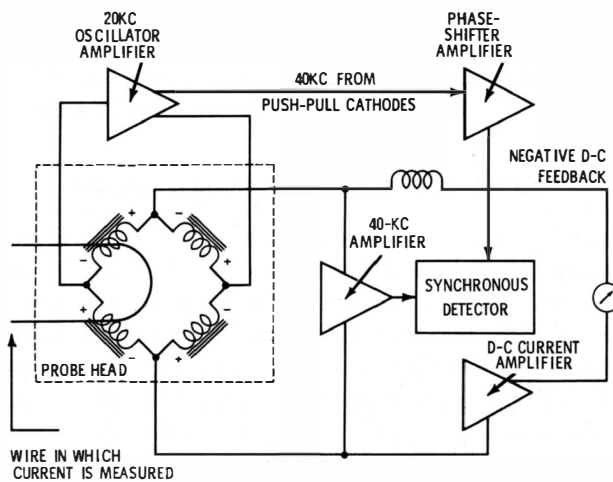 20KC
OSCILLATOR
AMPLIFIER
PHASE-
SHIFTER
AMPLIFIER
40KC FROM
PUSH-PULL CATHODES
NEGATIVE D-C
FEEDBACK
+ -
40-KC
AMPLIFIER
- +
+ -
SYNCHRONOUS
DETECTOR
- +
D-C CURRENT
AMPLIFIER
PROBE HEAD
WIRE IN WHICH
CURRENT IS MEASURED